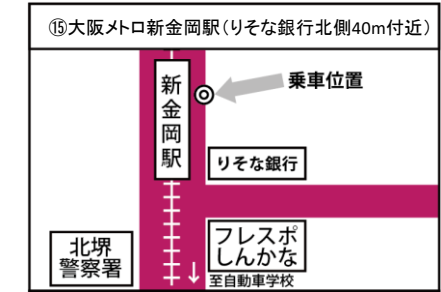 ⑮大阪メトロ新金岡駅(りそな銀行北側40m付近)
新金岡駅
乗車位置
りそな銀行
北堺
警察署
フレスポ
しんかな
↓
至自動車学校